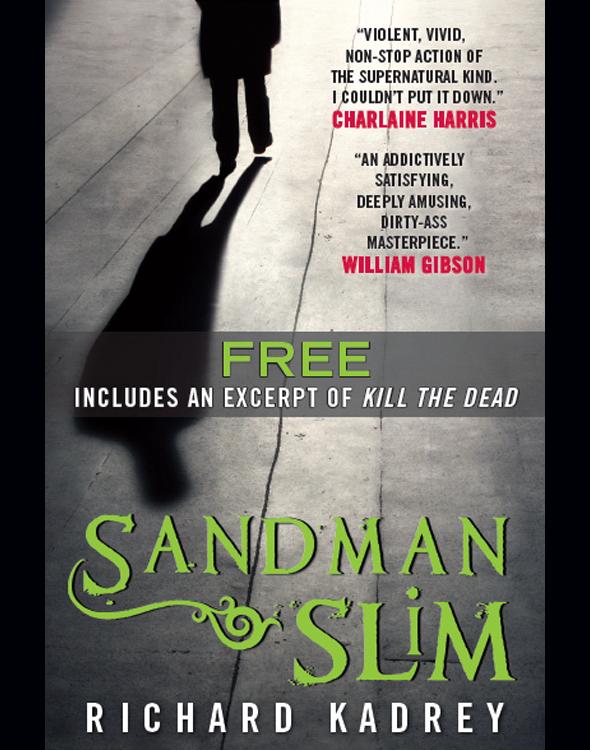 “VIOLENT, VIVID,
NON-STOP ACTION OF
THE SUPERNATURAL KIND.
I COULDN’T PUT IT DOWN.”
CHARLAINE HARRIS
“AN ADDICTIVELY
SATISFYING,
DEEPLY AMUSING,
DIRTY-ASS
MASTERPIECE.”
WILLIAM GIBSON
FREE
INCLUDES AN EXCERPT OF KILL THE DEAD
SANDMAN
SLIM
RICHARD KADREY